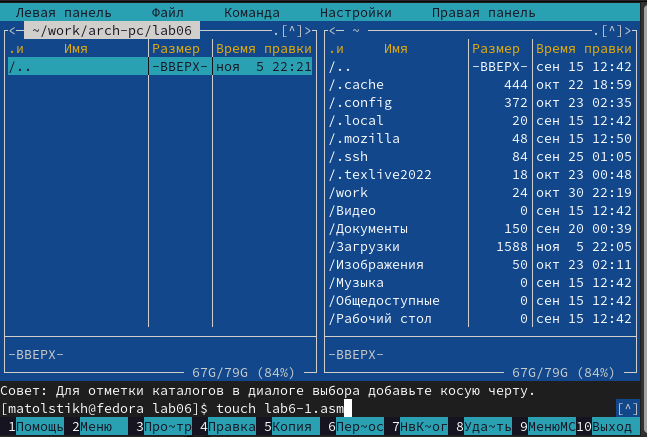 Левая панель Файл Команда Настройки Правая панель
<─ ~/work/arch-pc/lab06 ─.[^]> <─ ~ ─.[^]>
.и Имя Размер Время правки .и Имя Размер Время правки
/.. -ВВЕРХ- ноя 5 22:21 /.. -ВВЕРХ- сен 15 12:42
/.cache 444 окт 22 18:59
/.config 372 окт 23 02:35
/.local 20 сен 15 12:42
/.mozilla 48 сен 15 12:50
/.ssh 84 сен 25 01:05
/.texlive2022 18 окт 23 00:48
/work 24 окт 30 22:19
/Видео 0 сен 15 12:42
/Документы 150 сен 20 00:39
/Загрузки 1588 ноя 5 22:05
/Изображения 50 окт 23 02:11
/Музыка 0 сен 15 12:42
/Общедоступные 0 сен 15 12:42
/Рабочий стол 0 сен 15 12:42
-ВВЕРХ- -ВВЕРХ-
67G/79G (84%) 67G/79G (84%)
Совет: Для отметки каталогов в диалоге выбора добавьте косую черту.
[matolstikh@fedora lab06]$ touch lab6-1.asm [^]
1Помощь 2Меню 3Про~тр 4Правка 5Копия 6Пер~ос 7НвК~ог 8Уда~ть 9МенюМС 10Выход